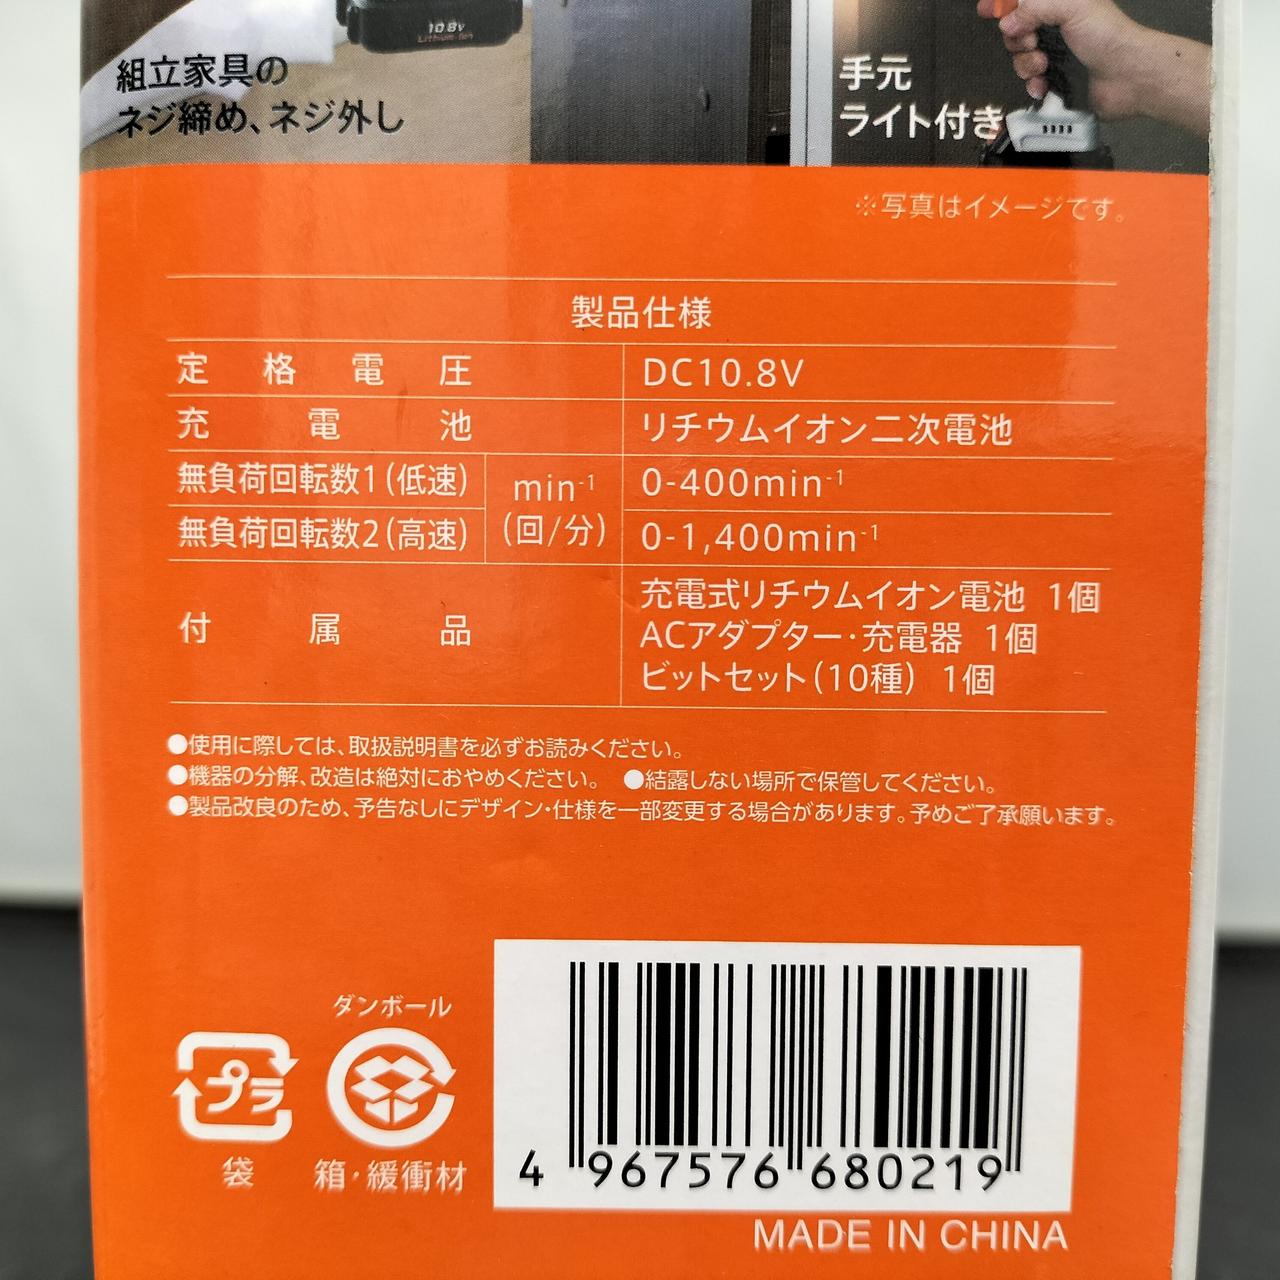 10.8V
Lithium-ion
組立家具の
ネジ締め、ネジ外し
手元
ライト付き
※写真はイメージです。
製品仕様
定格電圧 DC10.8V
充電池 リチウムイオン二次電池
無負荷回転数1(低速) min-1(回/分) 0-400min-1
無負荷回転数2(高速) 0-1,400min-1
付属品 充電式リチウムイオン電池 1個
ACアダプター・充電器 1個
ビットセット(10種) 1個
●使用に際しては、取扱説明書を必ずお読みください。
●機器の分解、改造は絶対におやめください。 ●結露しない場所で保管してください。
●製品改良のため、予告なしにデザイン・仕様を一部変更する場合があります。予めご了承願います。
ダンボール
プラ
袋
箱・緩衝材
4 967576 680219
MADE IN CHINA